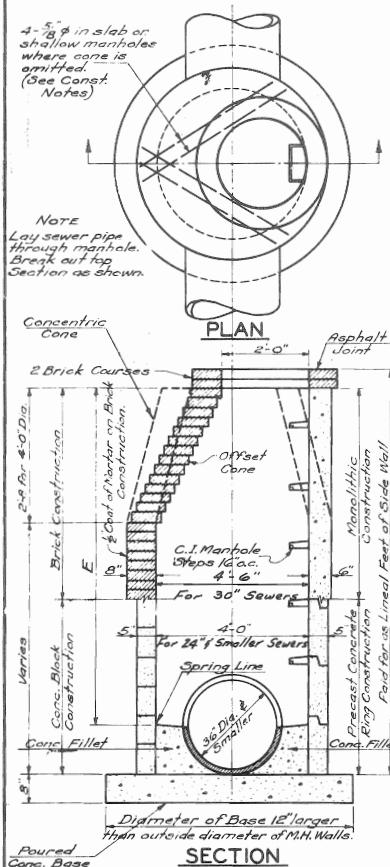 4-5/8" ϕ in slab or
shallow manholes
where cone is
omitted.
(See Const.
Notes)
NOTE
Lay sewer pipe
through manhole.
Break out top
Section as shown.
PLAN
Concentric
Cone
2'-0"
Asphalt
Joint
2 Brick Courses
2-8 For 4'-0" Dia.
Brick Construction
1/2" Coat of Mortar on Brick
Construction.
E
Offset
Cone
Monolithic
Construction
Paid for as Lineal Feet of Side Wall
C.I. Manhole
Steps 16" o.c.
8"
4'-6"
6"
For 30" Sewers
Varies
Conc. Block
Construction
5"
4'-0"
5"
For 24" & Smaller Sewers
Spring Line
Precast Concrete
Ring Construction
36" Dia. &
Smaller
Conc. Fillet
Conc. Fillet
8"
Diameter of Base 12" larger
than outside diameter of M.H. Walls.
Poured
Conc. Base
SECTION